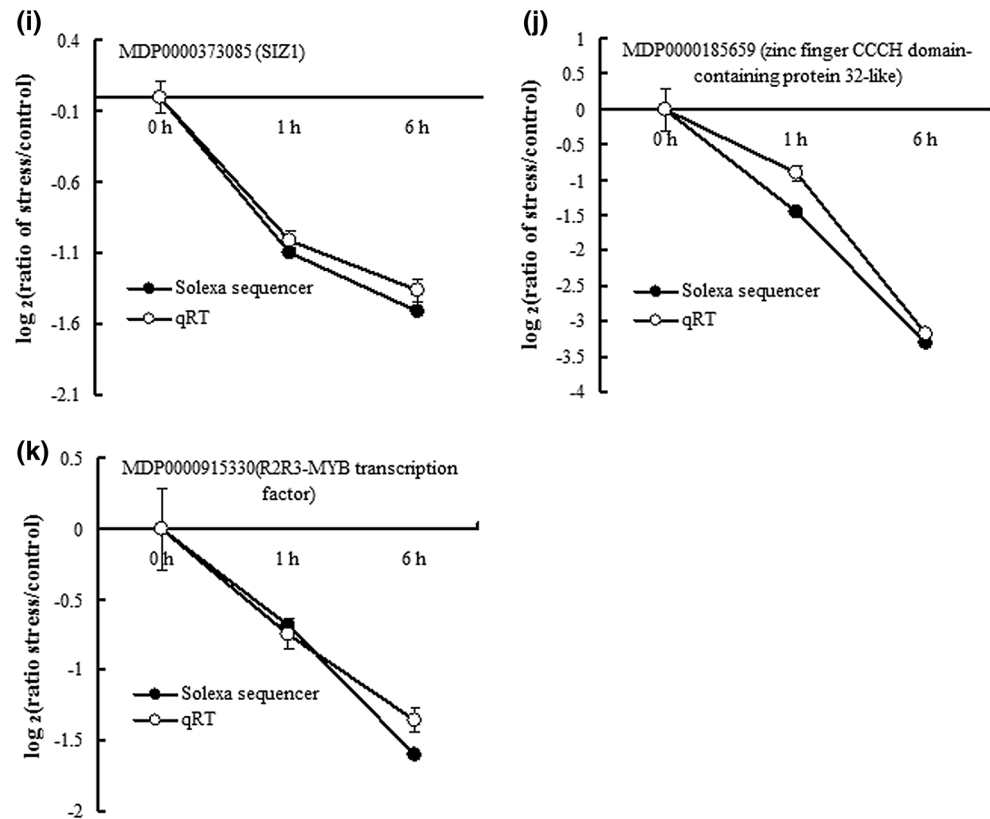 (i)
MDP0000373085 (SIZ1)
log 2(ratio of stress/control)
0.4
-0.1
-0.6
-1.1
-1.6
-2.1
0 h
1 h
6 h
Solexa sequencer
qRT
(j)
MDP0000185659 (zinc finger CCCH domain-
containing protein 32-like)
log 2(ratio of stress/control)
1
0.5
0
-0.5
-1
-1.5
-2
-2.5
-3
-3.5
-4
0 h
1 h
6 h
Solexa sequencer
qRT
(k)
MDP0000915330(R2R3-MYB transcription
factor)
log 2(ratio stress/control)
0.5
0
-0.5
-1
-1.5
-2
0 h
1 h
6 h
Solexa sequencer
qRT